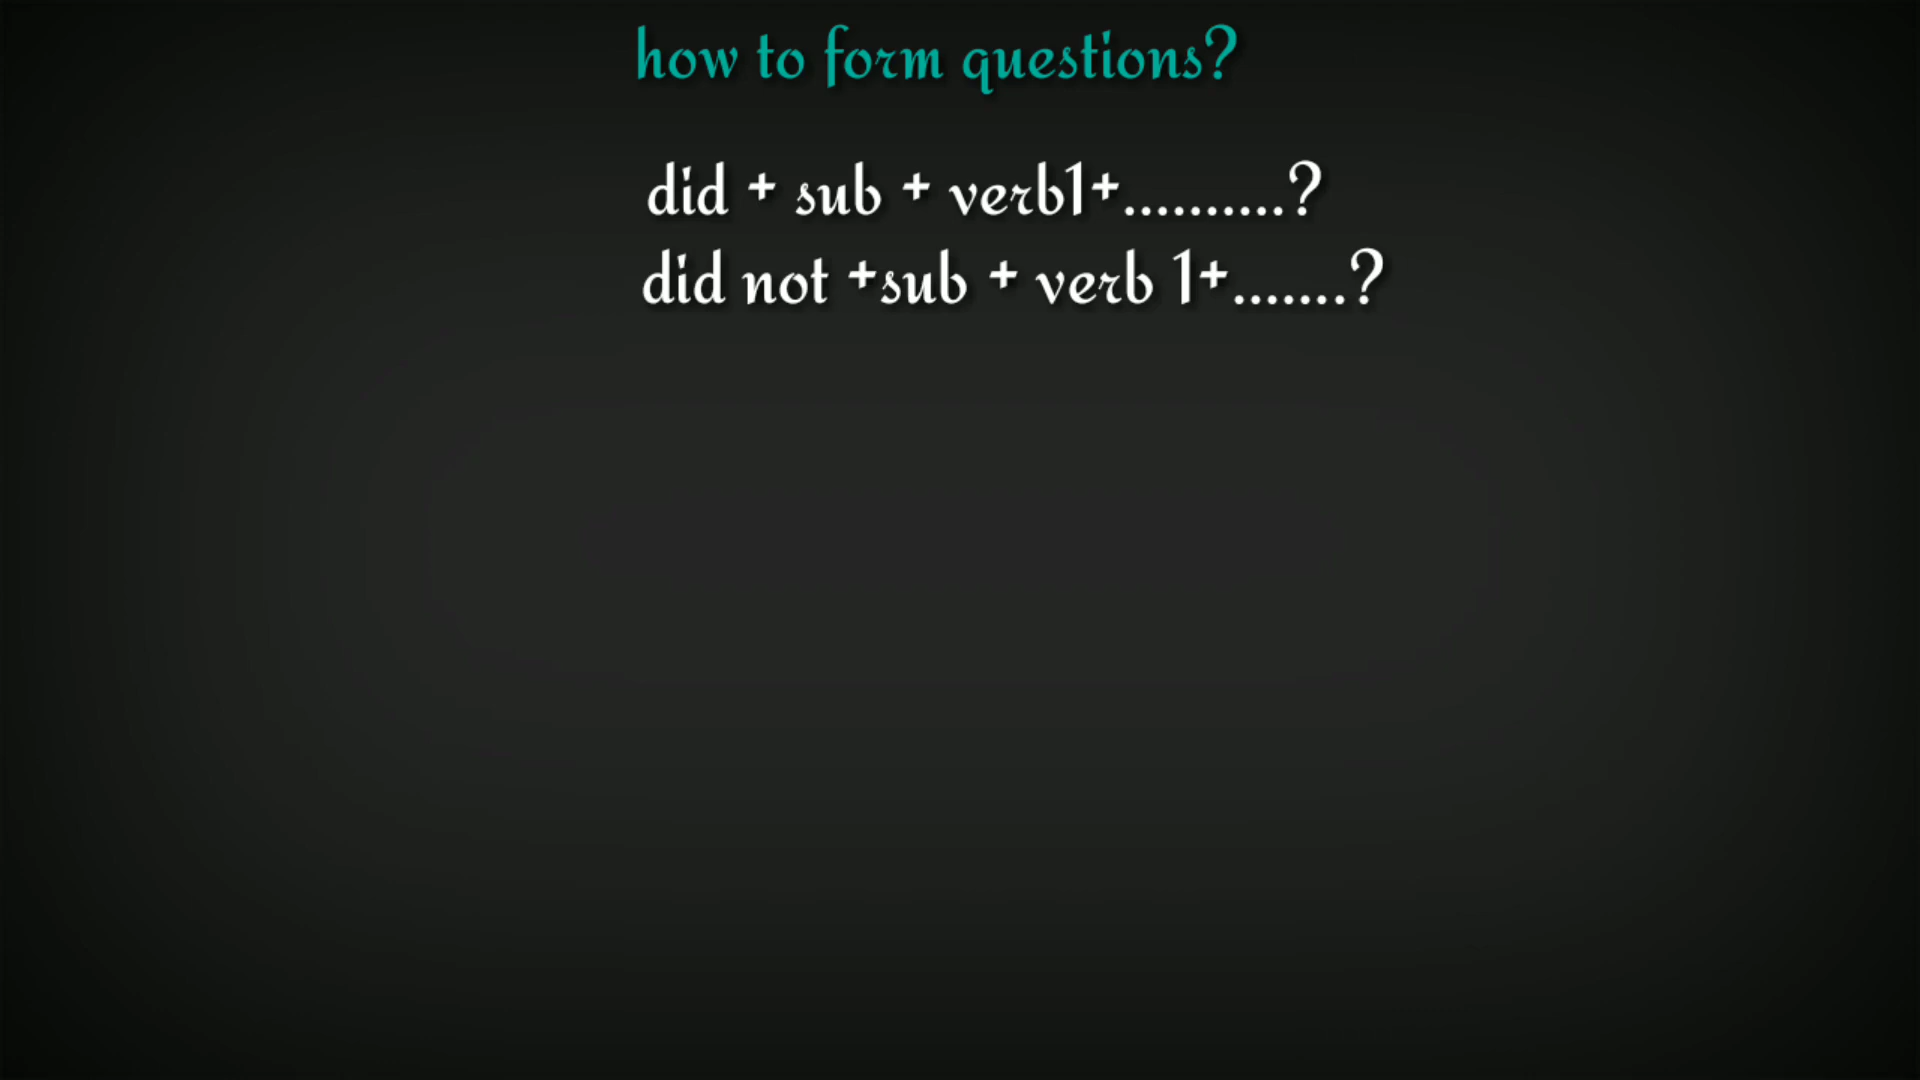 how to form questions?
did + sub + verb1+..........?
did not +sub + verb 1+.......?